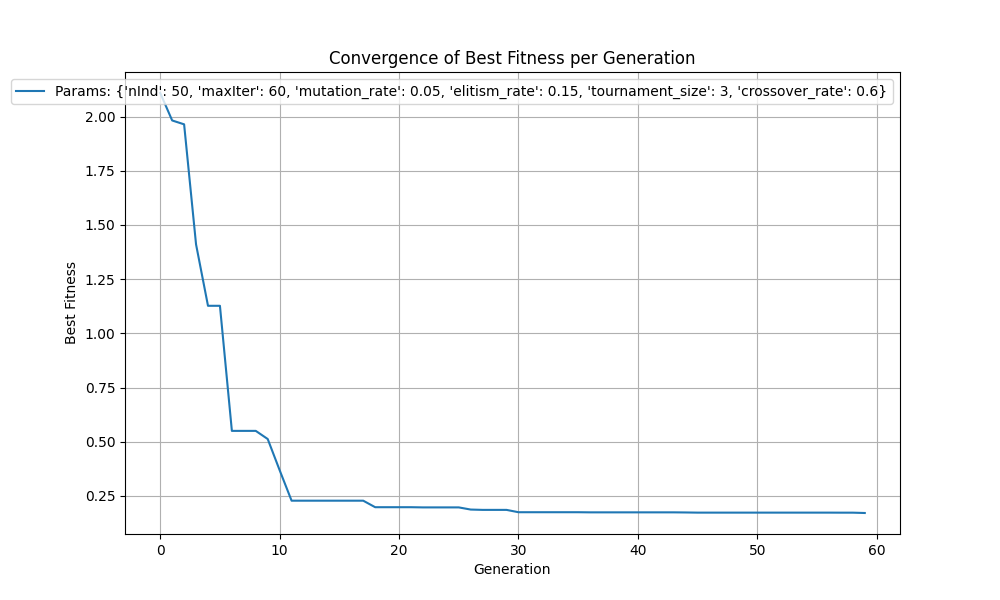 Convergence of Best Fitness per Generation
Params: {'nInd': 50, 'maxIter': 60, 'mutation_rate': 0.05, 'elitism_rate': 0.15, 'tournament_size': 3, 'crossover_rate': 0.6}
2.00
1.75
1.50
1.25
1.00
0.75
0.50
0.25
Best Fitness
0 10 20 30 40 50 60
Generation